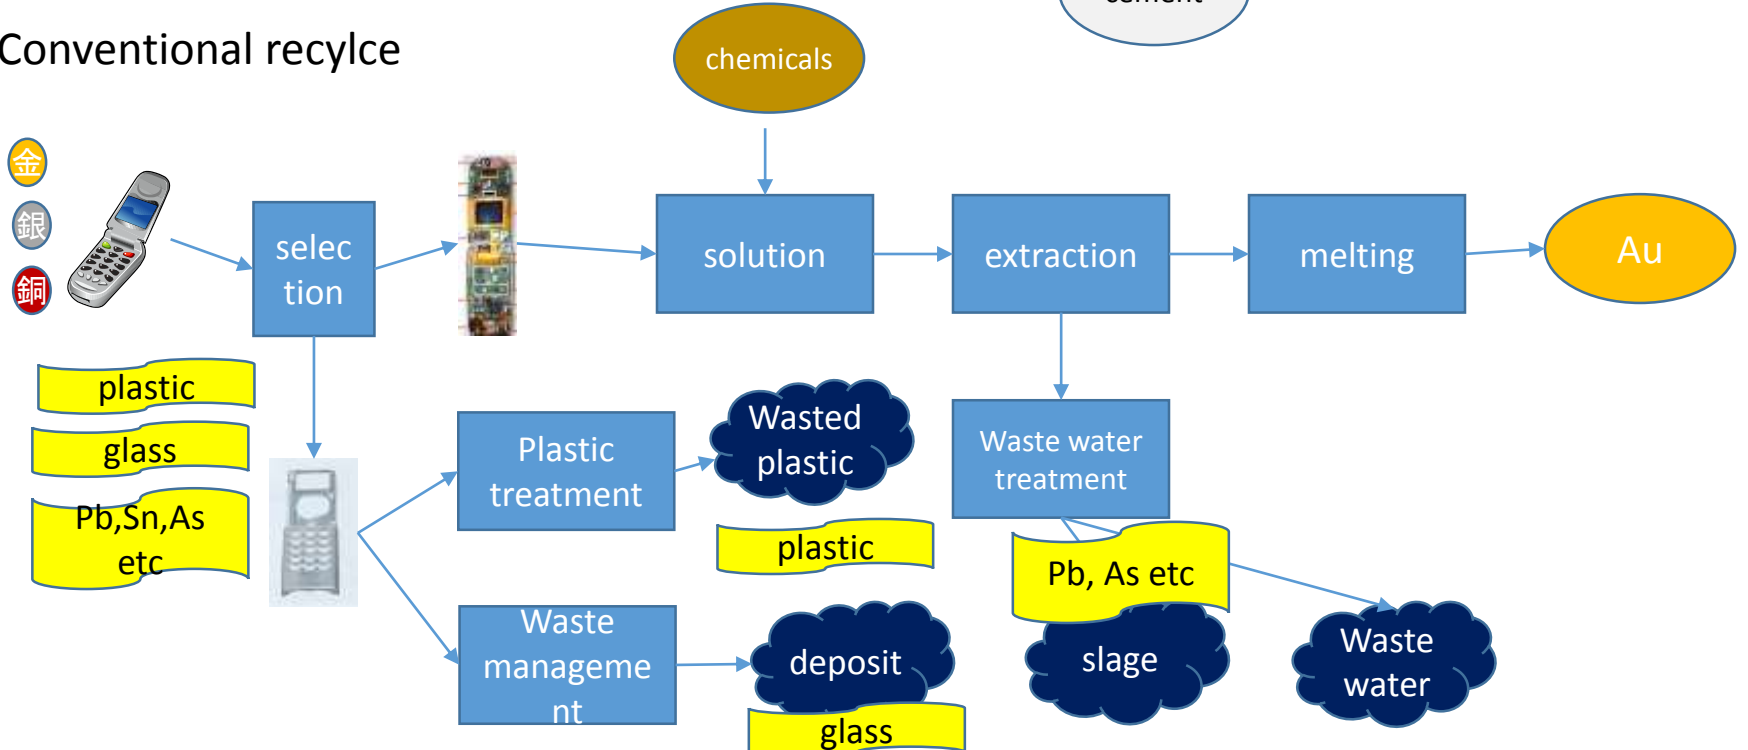 cement
Conventional recylce
chemicals
金
銀
銅
selec
tion
solution
extraction
melting
Au
plastic
glass
Pb,Sn,As
etc
Plastic
treatment
Wasted
plastic
plastic
Waste water
treatment
Pb, As etc
slage
Waste
water
Waste
manageme
nt
deposit
glass